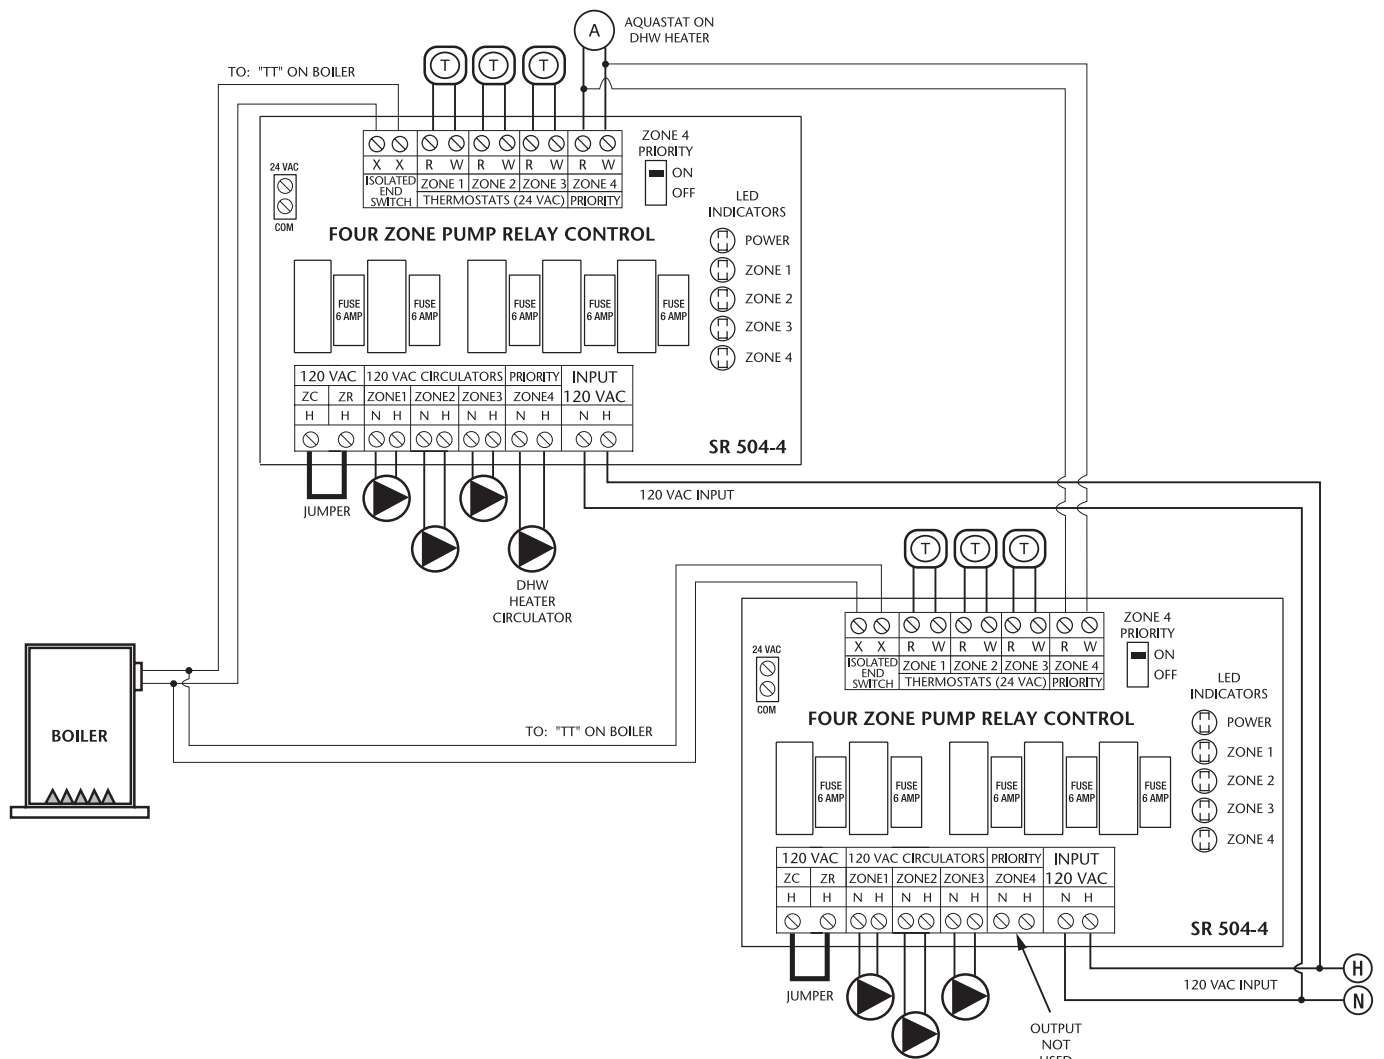 A
AQUASTAT ON
DHW HEATER
T T T
TO: "TT" ON BOILER
X X R W R W R W R W
ISOLATED
END
SWITCH
ZONE 1 ZONE 2 ZONE 3 ZONE 4
THERMOSTATS (24 VAC) PRIORITY
ZONE 4
PRIORITY
ON
OFF
24 VAC
COM
LED
INDICATORS
POWER
ZONE 1
ZONE 2
ZONE 3
ZONE 4
FOUR ZONE PUMP RELAY CONTROL
FUSE
6 AMP
FUSE
6 AMP
FUSE
6 AMP
FUSE
6 AMP
FUSE
6 AMP
120 VAC 120 VAC CIRCULATORS PRIORITY INPUT
ZC ZR ZONE1 ZONE2 ZONE3 ZONE4 120 VAC
H H N H N H N H N H N H
SR 504-4
JUMPER
120 VAC INPUT
DHW
HEATER
CIRCULATOR
T T T
X X R W R W R W R W
ISOLATED
END
SWITCH
ZONE 1 ZONE 2 ZONE 3 ZONE 4
THERMOSTATS (24 VAC) PRIORITY
ZONE 4
PRIORITY
ON
OFF
24 VAC
COM
LED
INDICATORS
POWER
ZONE 1
ZONE 2
ZONE 3
ZONE 4
BOILER
TO: "TT" ON BOILER
FOUR ZONE PUMP RELAY CONTROL
FUSE
6 AMP
FUSE
6 AMP
FUSE
6 AMP
FUSE
6 AMP
FUSE
6 AMP
120 VAC 120 VAC CIRCULATORS PRIORITY INPUT
ZC ZR ZONE1 ZONE2 ZONE3 ZONE4 120 VAC
H H N H N H N H N H N H
SR 504-4
JUMPER
120 VAC INPUT
H
N
OUTPUT
NOT
USED